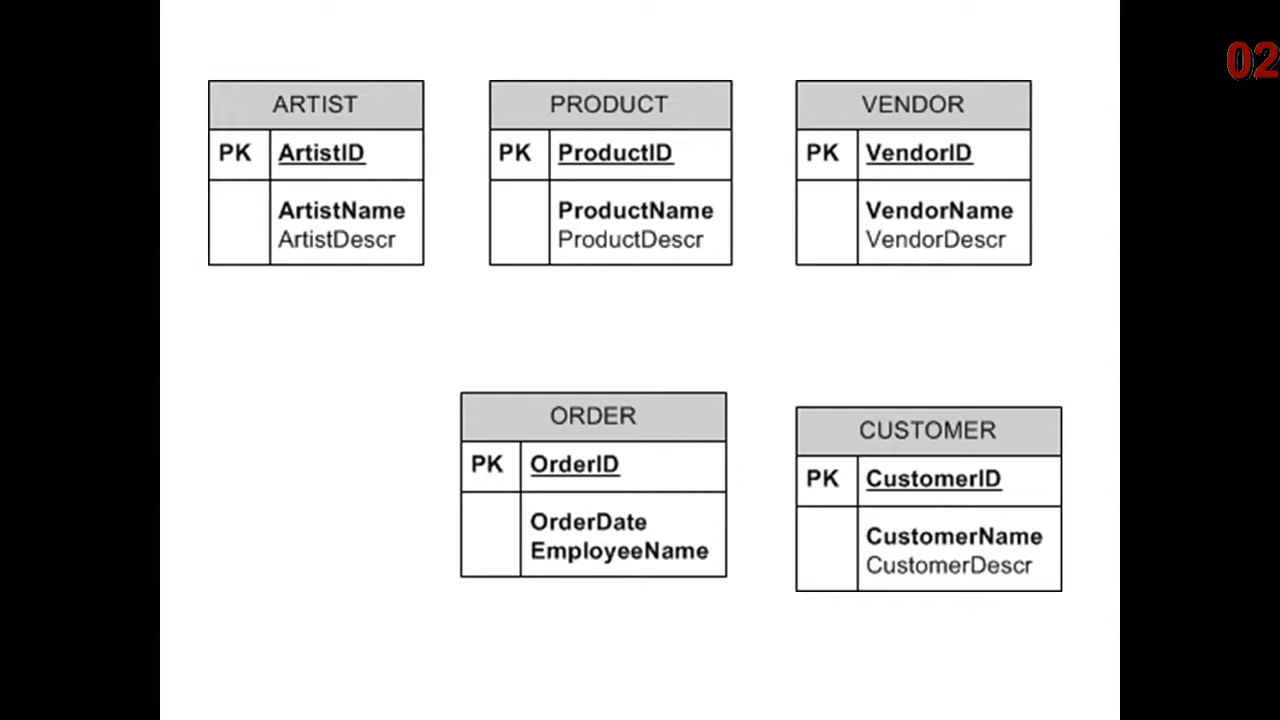 02
ARTIST
PK ArtistID
ArtistName
ArtistDescr
PRODUCT
PK ProductID
ProductName
ProductDescr
VENDOR
PK VendorID
VendorName
VendorDescr
ORDER
PK OrderID
OrderDate
EmployeeName
CUSTOMER
PK CustomerID
CustomerName
CustomerDescr